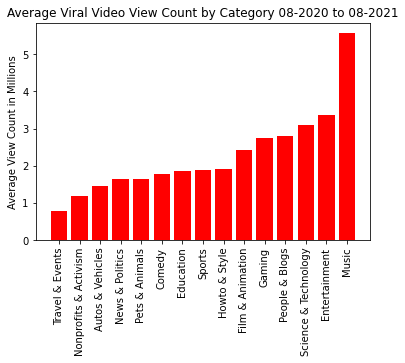 Average Viral Video View Count by Category 08-2020 to 08-2021
Average View Count in Millions
5
4
3
2
1
0
Travel & Events
Nonprofits & Activism
Autos & Vehicles
News & Politics
Pets & Animals
Comedy
Education
Sports
Howto & Style
Film & Animation
Gaming
People & Blogs
Science & Technology
Entertainment
Music